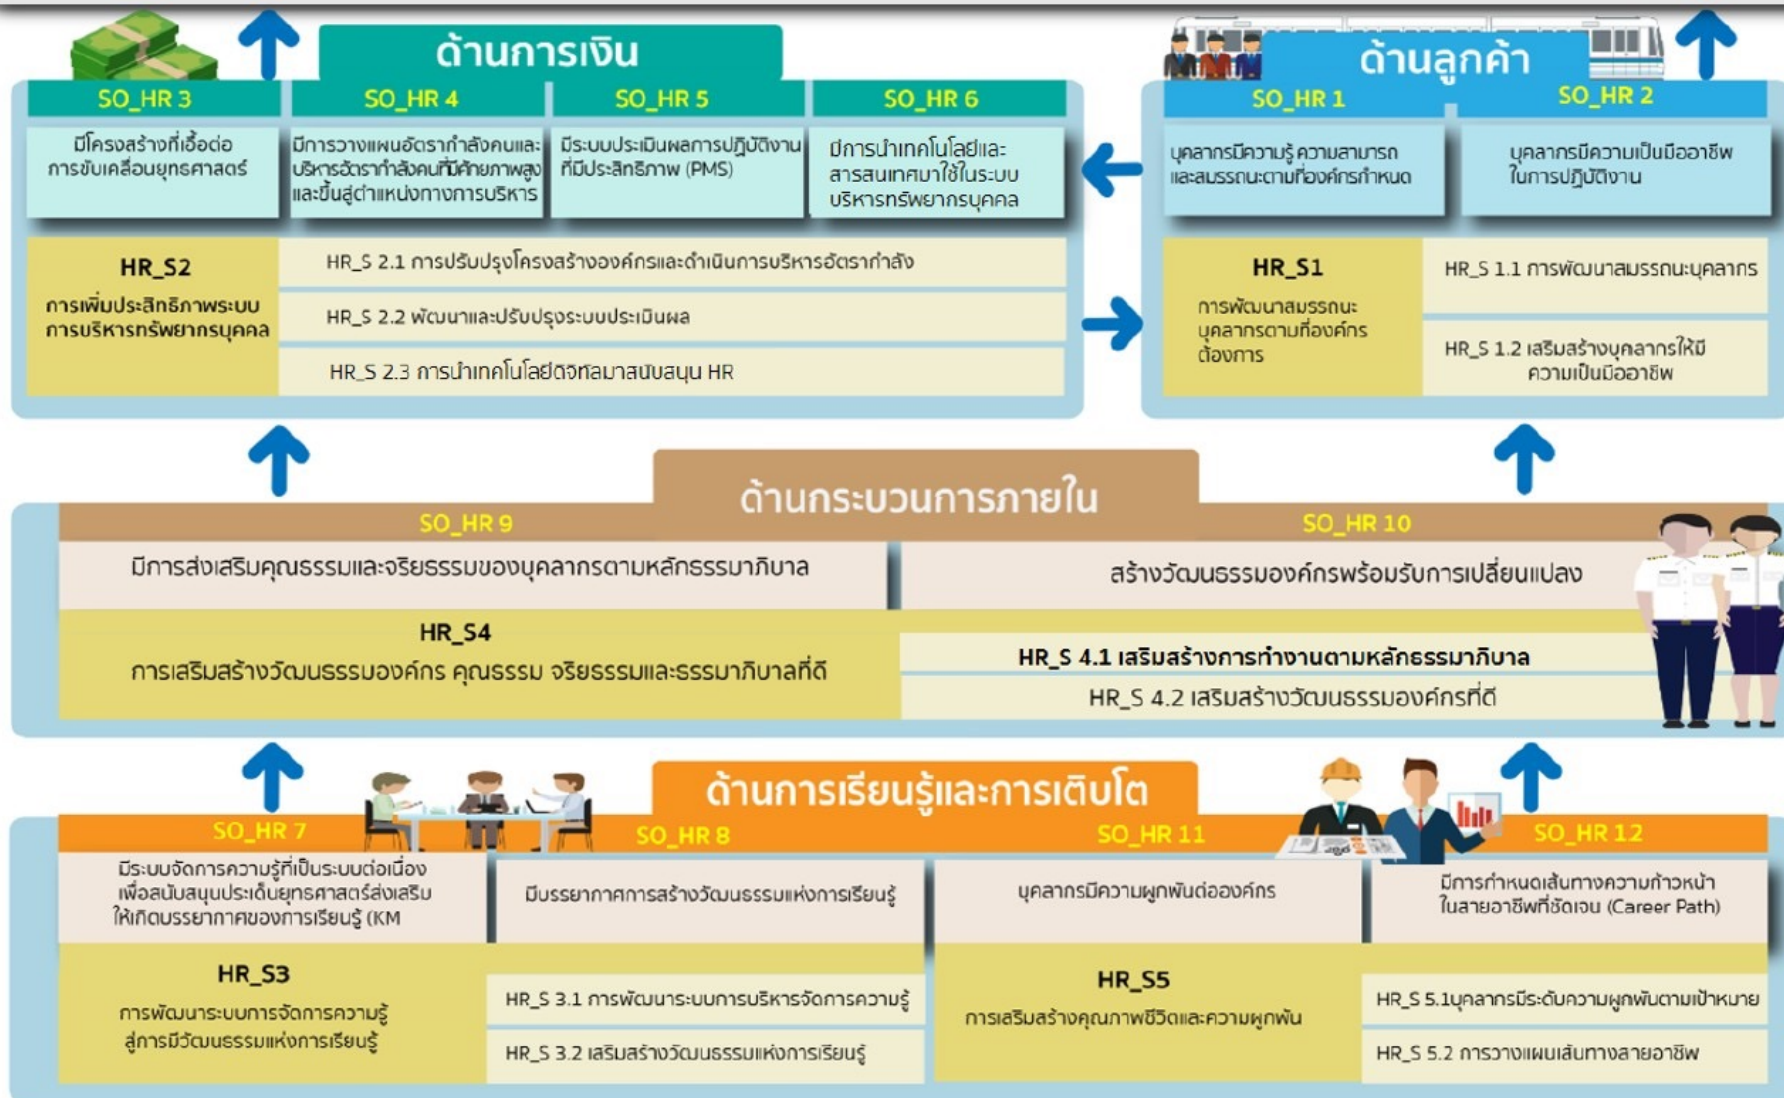 ด้านการเงิน
SO_HR 3
SO_HR 4
SO_HR 5
SO_HR 6
มีโครงสร้างที่เอื้อต่อ
การขับเคลื่อนยุทธศาสตร์
มีการวางแผนอัตรากำลังคนและ
บริหารอัตรากำลังคนที่มีศักยภาพสูง
และขึ้นสู่ตำแหน่งทางการบริหาร
มีระบบประเมินผลการปฏิบัติงาน
ที่มีประสิทธิภาพ (PMS)
มีการนำเทคโนโลยีและ
สารสนเทศมาใช้ในระบบ
บริหารทรัพยากรบุคคล
HR_S2
การเพิ่มประสิทธิภาพระบบ
การบริหารทรัพยากรบุคคล
HR_S 2.1 การปรับปรุงโครงสร้างองค์กรและดำเนินการบริหารอัตรากำลัง
HR_S 2.2 พัฒนาและปรับปรุงระบบประเมินผล
HR_S 2.3 การนำเทคโนโลยีดิจิทัลมาสนับสนุน HR
ด้านลูกค้า
SO_HR 1
SO_HR 2
บุคลากรมีความรู้ ความสามารถ
และสมรรถนะตามที่องค์กรกำหนด
บุคลากรมีความเป็นมืออาชีพ
ในการปฏิบัติงาน
HR_S1
การพัฒนาสมรรถนะ
บุคลากรตามที่องค์กร
ต้องการ
HR_S 1.1 การพัฒนาสมรรถนะบุคลากร
HR_S 1.2 เสริมสร้างบุคลากรให้มี
ความเป็นมืออาชีพ
ด้านกระบวนการภายใน
SO_HR 9
SO_HR 10
มีการส่งเสริมคุณธรรมและจริยธรรมของบุคลากรตามหลักธรรมาภิบาล
สร้างวัฒนธรรมองค์กรพร้อมรับการเปลี่ยนแปลง
HR_S4
การเสริมสร้างวัฒนธรรมองค์กร คุณธรรม จริยธรรมและธรรมาภิบาลที่ดี
HR_S 4.1 เสริมสร้างการทำงานตามหลักธรรมาภิบาล
HR_S 4.2 เสริมสร้างวัฒนธรรมองค์กรที่ดี
ด้านการเรียนรู้และการเติบโต
SO_HR 7
SO_HR 8
SO_HR 11
SO_HR 12
มีระบบจัดการความรู้ที่เป็นระบบต่อเนื่อง
เพื่อสนับสนุนประเด็นยุทธศาสตร์ส่งเสริม
ให้เกิดบรรยากาศของการเรียนรู้ (KM
มีบรรยากาศการสร้างวัฒนธรรมแห่งการเรียนรู้
บุคลากรมีความผูกพันต่อองค์กร
มีการกำหนดเส้นทางความก้าวหน้า
ในสายอาชีพที่ชัดเจน (Career Path)
HR_S3
การพัฒนาระบบการจัดการความรู้
สู่การมีวัฒนธรรมแห่งการเรียนรู้
HR_S 3.1 การพัฒนาระบบการบริหารจัดการความรู้
HR_S 3.2 เสริมสร้างวัฒนธรรมแห่งการเรียนรู้
HR_S5
การเสริมสร้างคุณภาพชีวิตและความผูกพัน
HR_S 5.1บุคลากรมีระดับความผูกพันตามเป้าหมาย
HR_S 5.2 การวางแผนเส้นทางสายอาชีพ